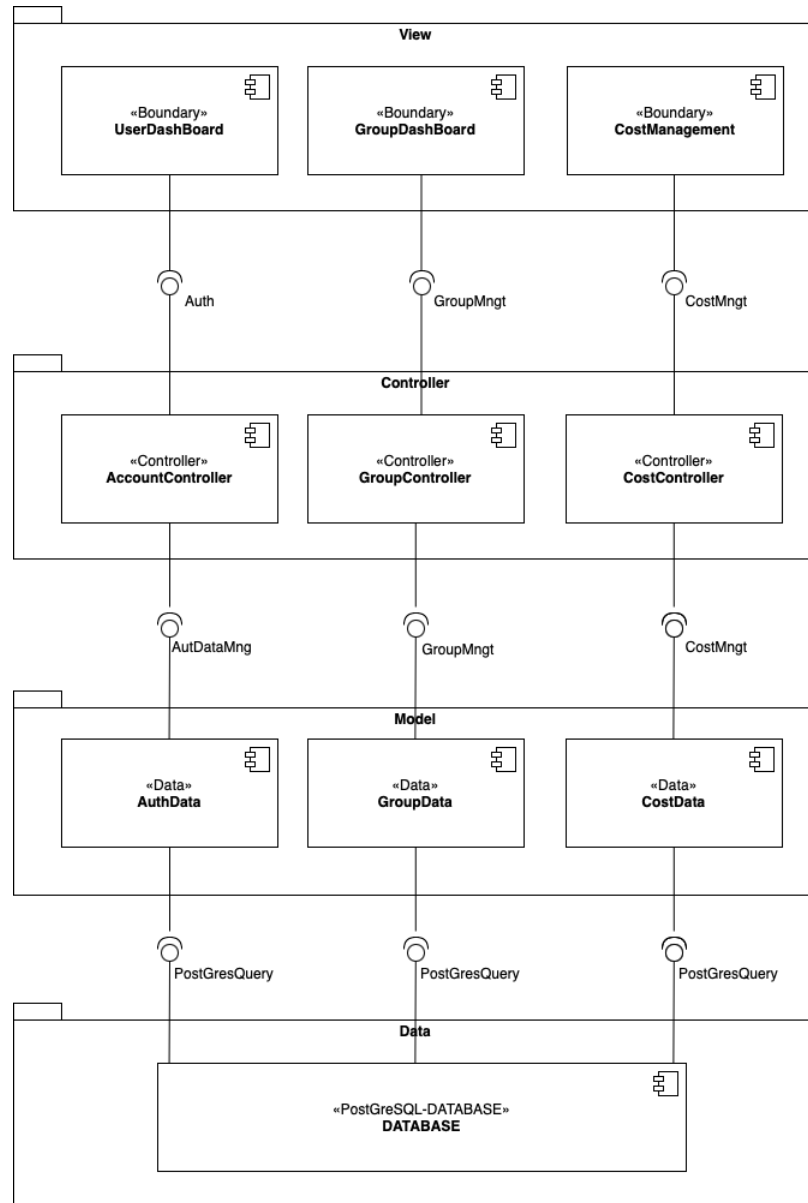 View
«Boundary»
UserDashBoard
«Boundary»
GroupDashBoard
«Boundary»
CostManagement
Auth
GroupMngt
CostMngt
Controller
«Controller»
AccountController
«Controller»
GroupController
«Controller»
CostController
AutDataMng
GroupMngt
CostMngt
Model
«Data»
AuthData
«Data»
GroupData
«Data»
CostData
PostGresQuery
PostGresQuery
PostGresQuery
Data
«PostGreSQL-DATABASE»
DATABASE